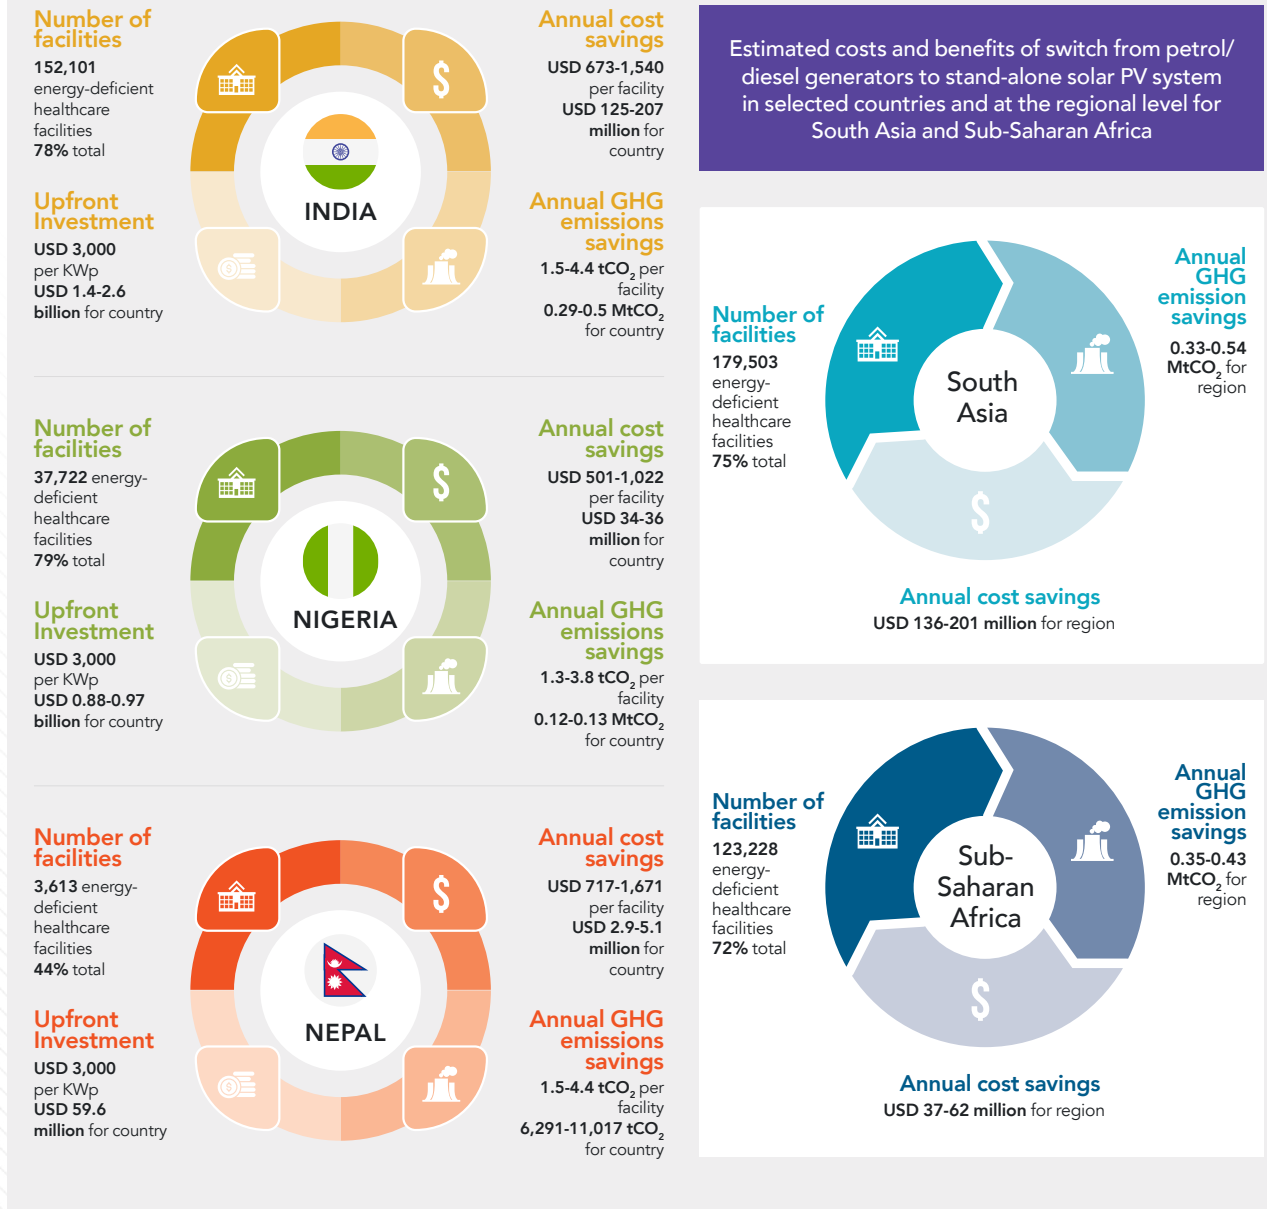 Number of
facilities
152,101
energy-deficient
healthcare
facilities
78% total
Annual cost
savings
USD 673-1,540
per facility
USD 125-207
million for
country
INDIA
Upfront
Investment
USD 3,000
per KWp
USD 1.4-2.6
billion for country
Annual GHG
emissions
savings
1.5-4.4 tCO2 per
facility
0.29-0.5 MtCO2
for country
Number of
facilities
37,722 energy-
deficient
healthcare
facilities
79% total
Annual cost
savings
USD 501-1,022
per facility
USD 34-36
million for
country
NIGERIA
Upfront
Investment
USD 3,000
per KWp
USD 0.88-0.97
billion for country
Annual GHG
emissions
savings
1.3-3.8 tCO2 per
facility
0.12-0.13 MtCO2
for country
Number of
facilities
3,613 energy-
deficient
healthcare
facilities
44% total
Annual cost
savings
USD 717-1,671
per facility
USD 2.9-5.1
million for
country
NEPAL
Upfront
Investment
USD 3,000
per KWp
USD 59.6
million for country
Annual GHG
emissions
savings
1.5-4.4 tCO2 per
facility
6,291-11,017 tCO2
for country
Estimated costs and benefits of switch from petrol/
diesel generators to stand-alone solar PV system
in selected countries and at the regional level for
South Asia and Sub-Saharan Africa
Number of
facilities
179,503
energy-
deficient
healthcare
facilities
75% total
South
Asia
Annual
GHG
emission
savings
0.33-0.54
MtCO2 for
region
Annual cost savings
USD 136-201 million for region
Number of
facilities
123,228
energy-
deficient
healthcare
facilities
72% total
Sub-
Saharan
Africa
Annual
GHG
emission
savings
0.35-0.43
MtCO2 for
region
Annual cost savings
USD 37-62 million for region